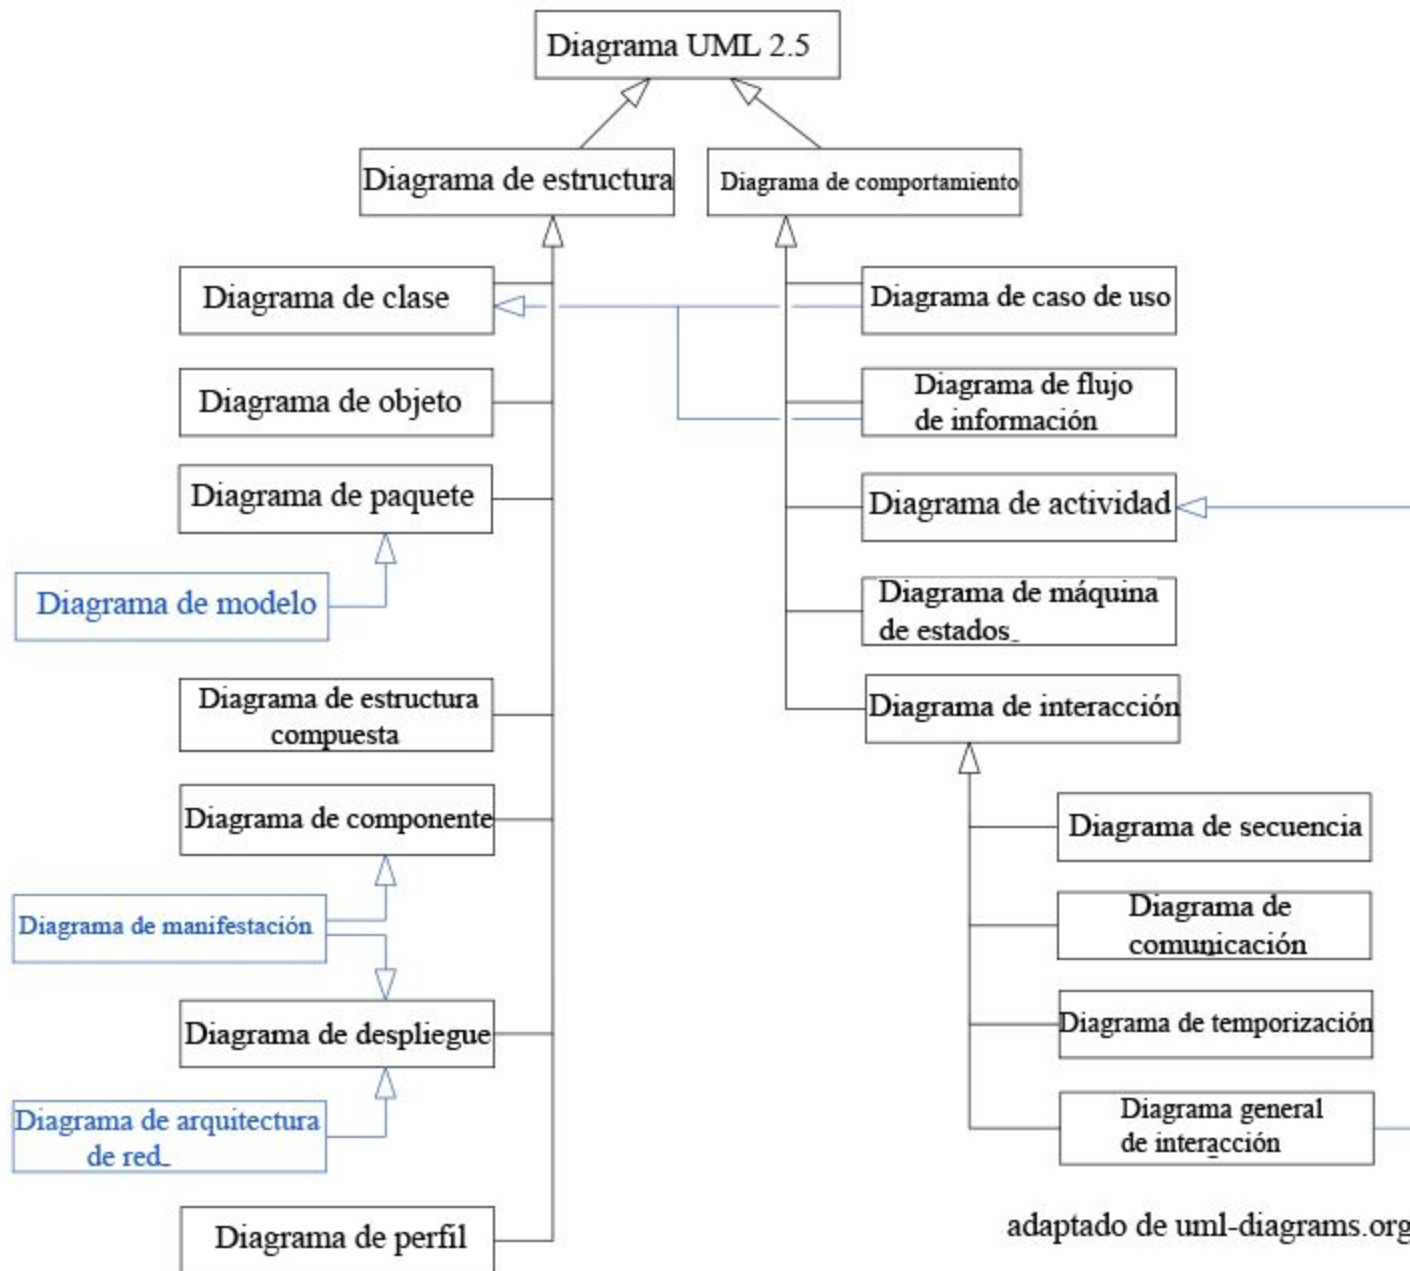 Diagrama UML 2.5
Diagrama de estructura
Diagrama de comportamiento
Diagrama de clase
Diagrama de objeto
Diagrama de paquete
Diagrama de modelo
Diagrama de estructura
compuesta
Diagrama de componente
Diagrama de manifestación
Diagrama de despliegue
Diagrama de arquitectura
de red
Diagrama de perfil
Diagrama de caso de uso
Diagrama de flujo
de información
Diagrama de actividad
Diagrama de máquina
de estados
Diagrama de interacción
Diagrama de secuencia
Diagrama de
comunicación
Diagrama de temporización
Diagrama general
de interacción
adaptado de uml-diagrams.org